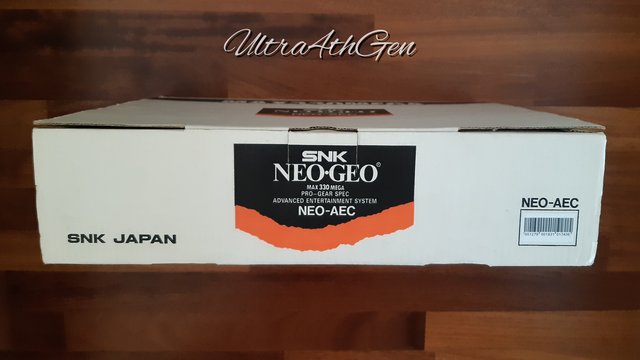 UltraAthGen
SNK
NEO•GEO®
MAX 330 MEGA
PRO-GEAR SPEC
ADVANCED ENTERTAINMENT SYSTEM
NEO-AEC
SNK JAPAN
NEO-AEC